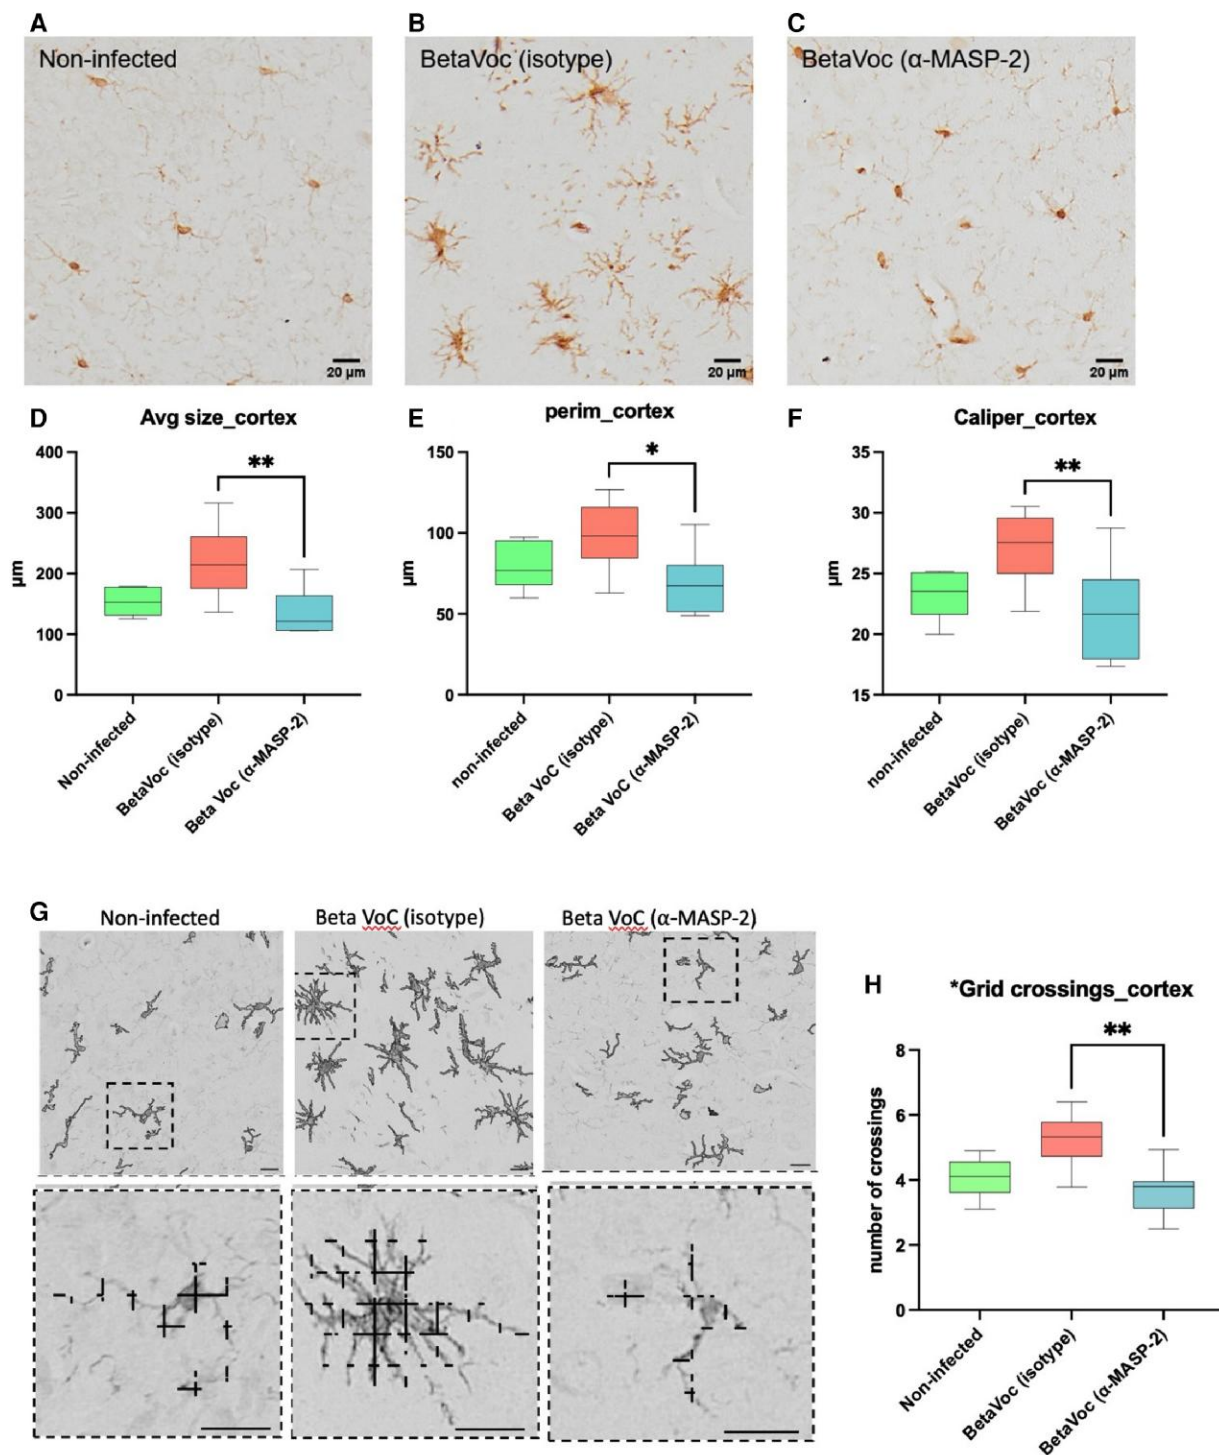 A
B
C
Non-infected
BetaVoc (isotype)
BetaVoc (α-MASP-2)
20 µm
20 µm
20 µm
D
Avg size_cortex
400
300
200
100
0
µm
**
Non-infected
BetaVoc (isotype)
Beta Voc (α-MASP-2)
E
perim_cortex
150
100
50
0
µm
*
non-infected
Beta VoC (isotype)
Beta VoC (α-MASP-2)
F
Caliper_cortex
35
30
25
20
15
µm
**
non-infected
BetaVoc (isotype)
BetaVoc (α-MASP-2)
G
Non-infected
Beta VoC (isotype)
Beta VoC (α-MASP-2)
H
*Grid crossings_cortex
8
6
4
2
0
number of crossings
**
Non-infected
BetaVoc (isotype)
BetaVoc (α-MASP-2)